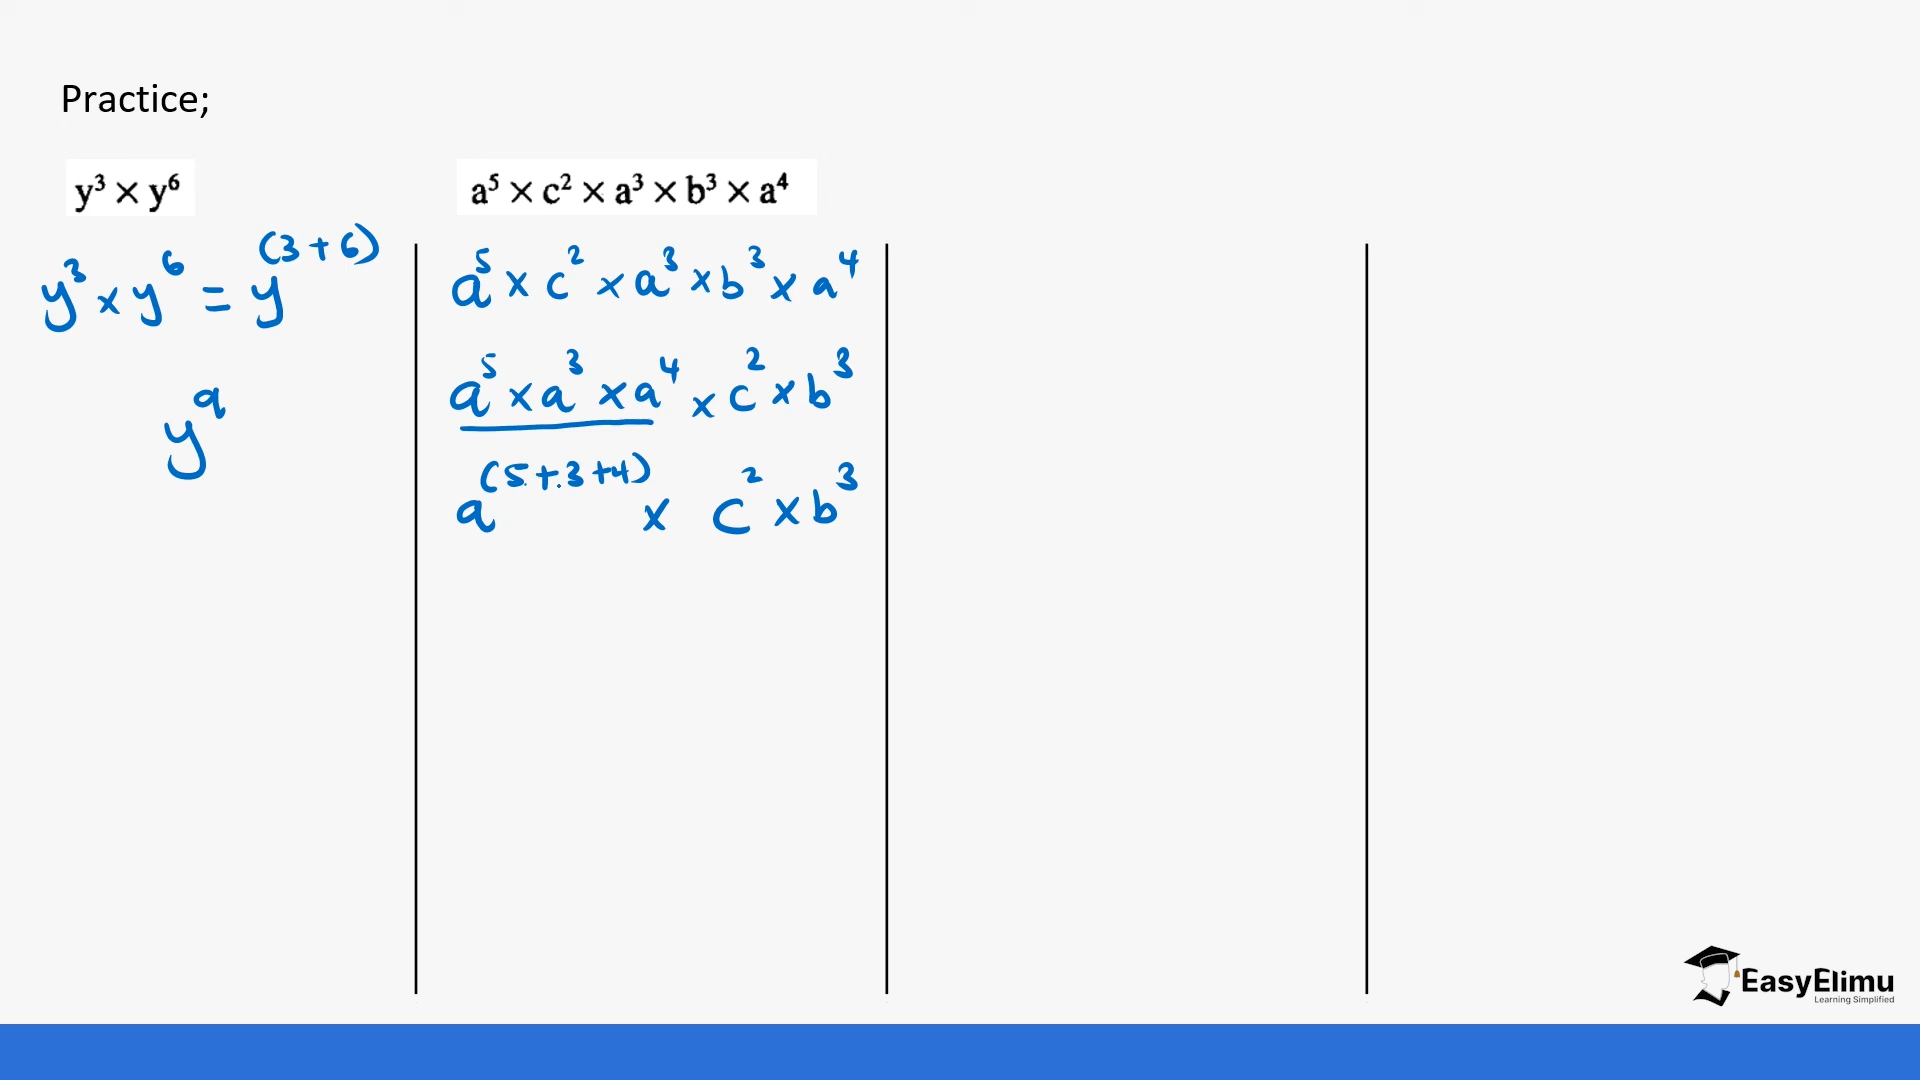 Practice;
y³ × y⁶
y³ × y⁶ = y⁽³ ⁺ ⁶⁾
y⁹
a⁵ × c² × a³ × b³ × a⁴
a⁵ × c² × a³ × b³ × a⁴
a⁵ × a³ × a⁴ × c² × b³
a⁽⁵⁺³⁺⁴⁾ × c² × b³
EasyElimu
Learning Simplified